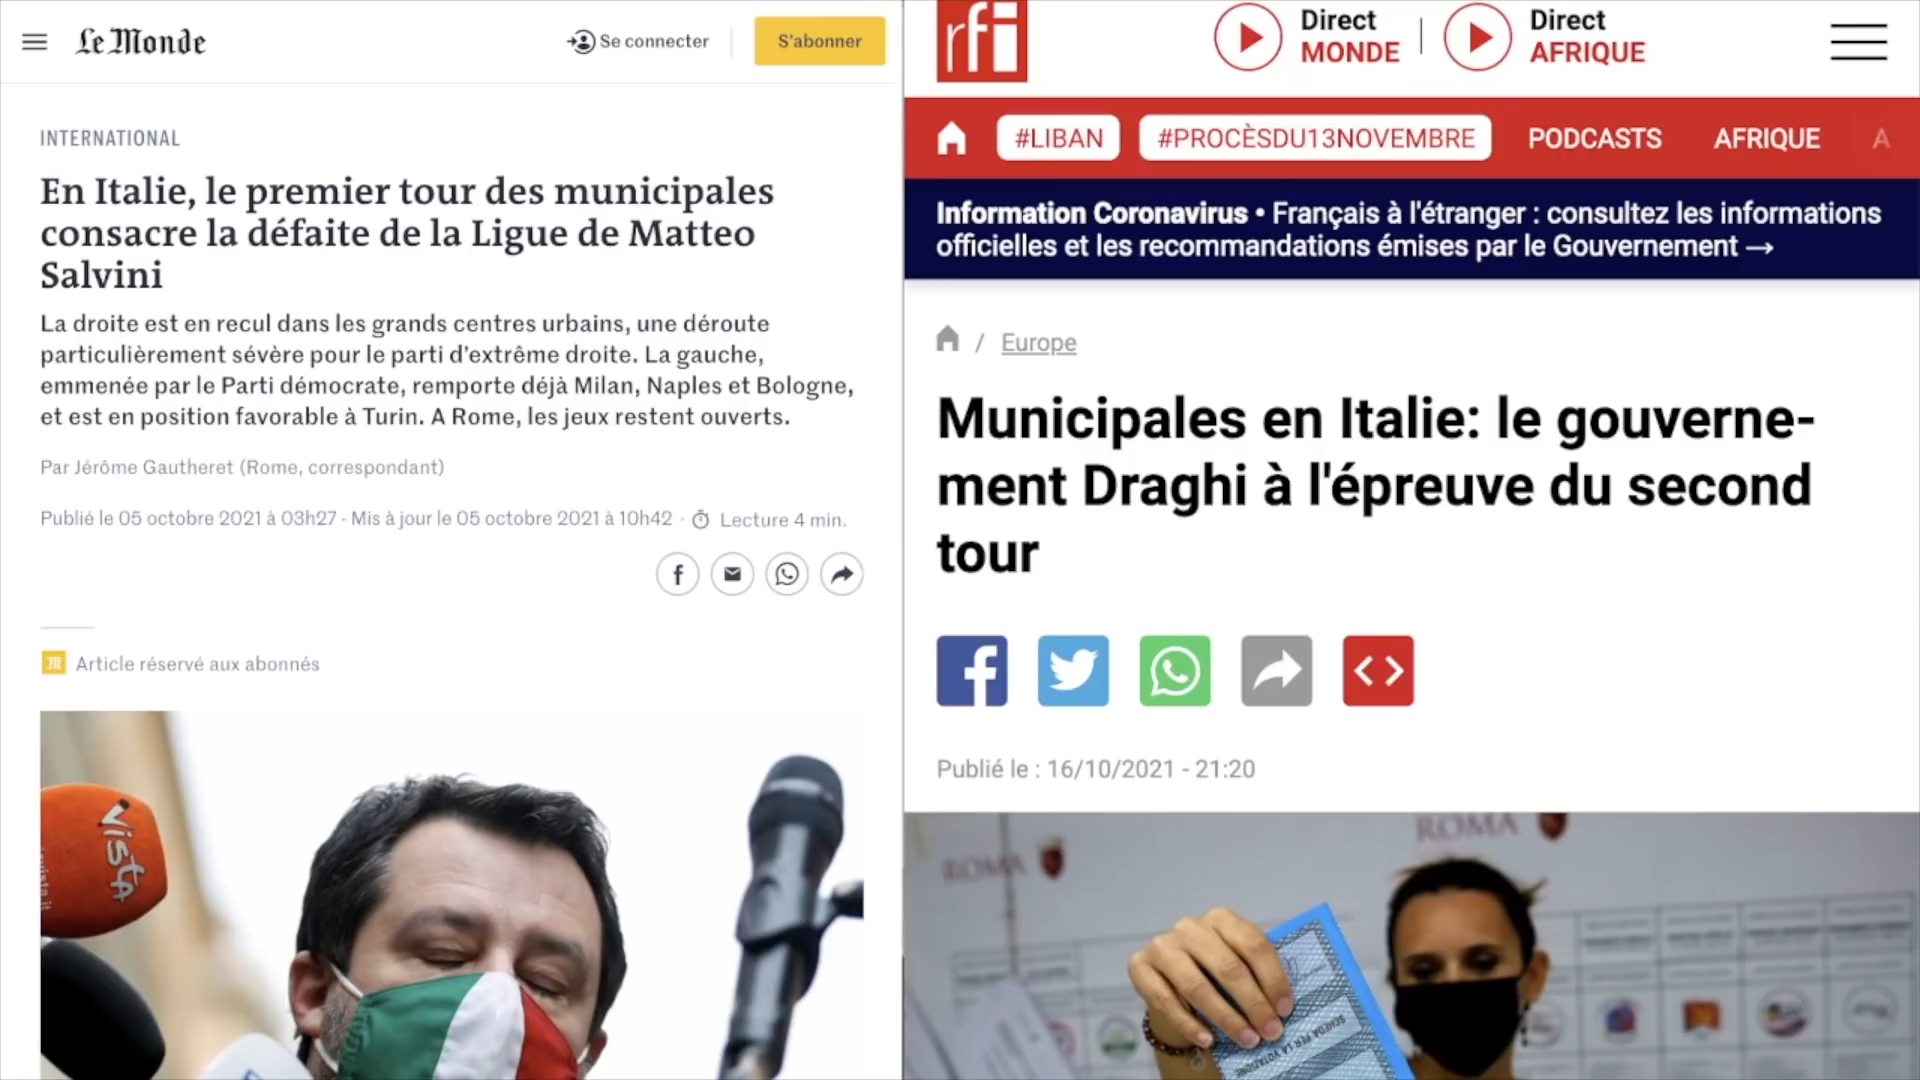 Le Monde
Se connecter
S'abonner
INTERNATIONAL
En Italie, le premier tour des municipales
consacre la défaite de la Ligue de Matteo
Salvini
La droite est en recul dans les grands centres urbains, une déroute
particulièrement sévère pour le parti d'extrême droite. La gauche,
emmenée par le Parti démocrate, remporte déjà Milan, Naples et Bologne,
et est en position favorable à Turin. A Rome, les jeux restent ouverts.
Par Jérôme Gautheret (Rome, correspondant)
Publié le 05 octobre 2021 à 03h27 - Mis à jour le 05 octobre 2021 à 10h42 · Lecture 4 min.
Article réservé aux abonnés
vista
rfi
Direct
MONDE
Direct
AFRIQUE
#LIBAN
#PROCÈSDU13NOVEMBRE
PODCASTS
AFRIQUE
A
Information Coronavirus • Français à l'étranger : consultez les informations
officielles et les recommandations émises par le Gouvernement →
/ Europe
Municipales en Italie: le gouverne-
ment Draghi à l'épreuve du second
tour
Publié le : 16/10/2021 - 21:20
ROMA
ROMA
SCHEDA PER LA VOTAZIONE